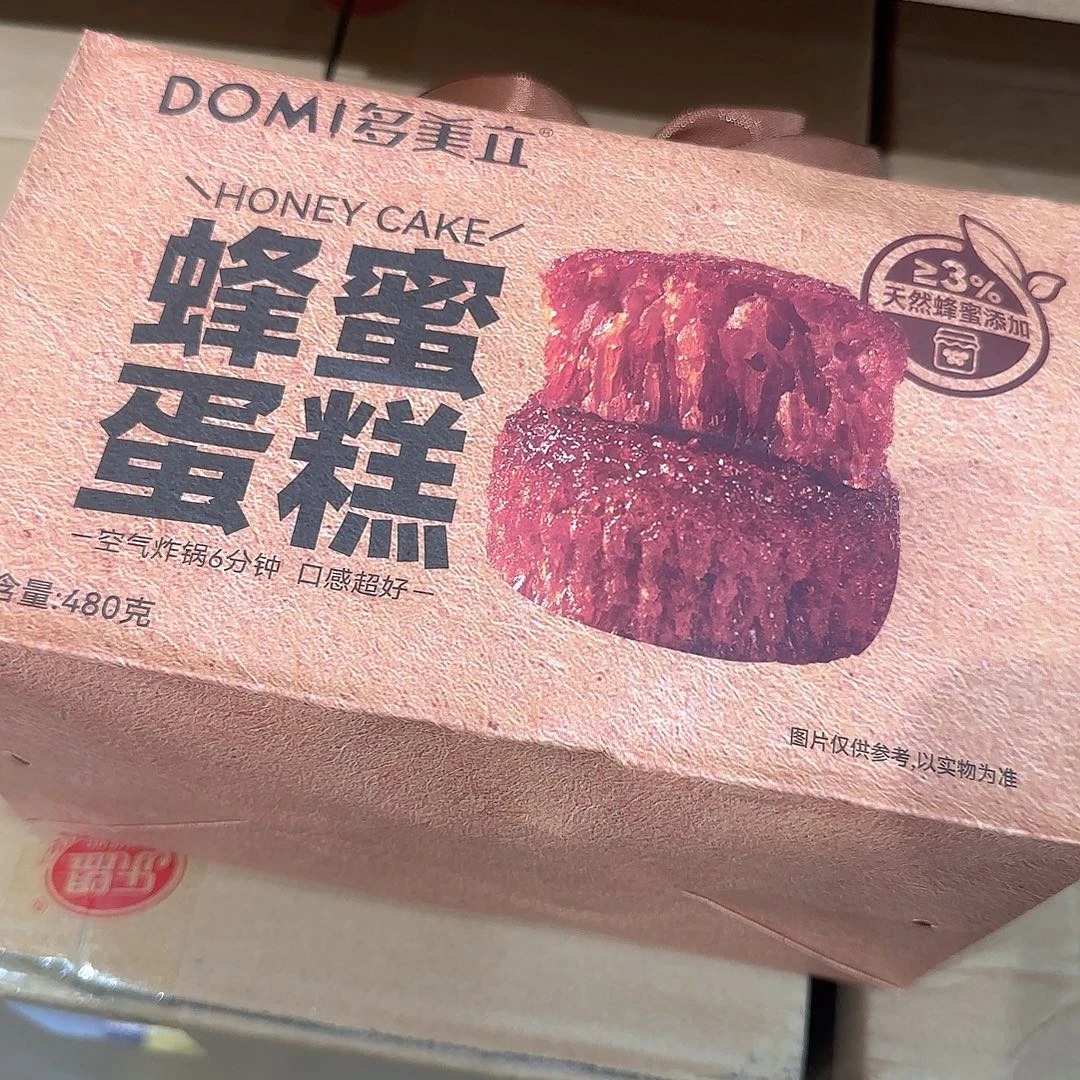 DOMI多美立®
HONEY CAKE
蜂蜜
蛋糕
空气炸锅6分钟 口感超好
含量:480克
≥3%
天然蜂蜜添加
图片仅供参考,以实物为准
乐盟